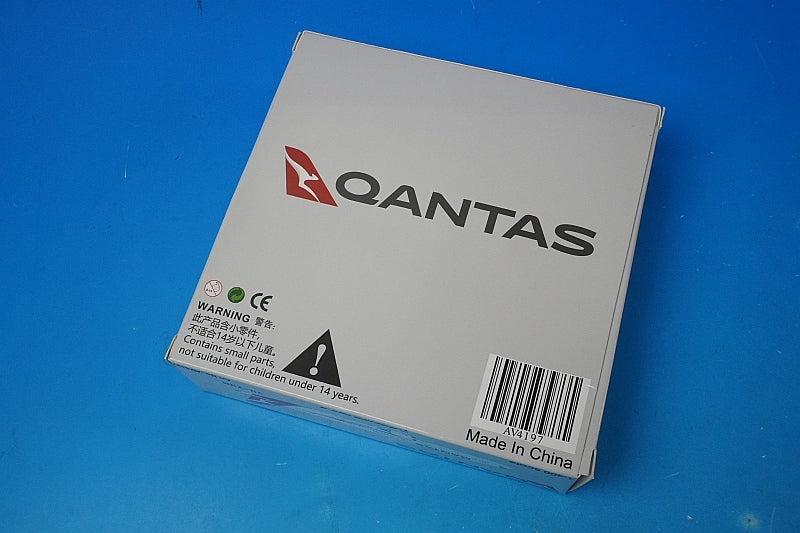 QANTAS
CE
WARNING 警告:
此产品含小零件,
不适合14岁以下儿童。
Contains small parts,
not suitable for children under 14 years.
AV4197
Made In China